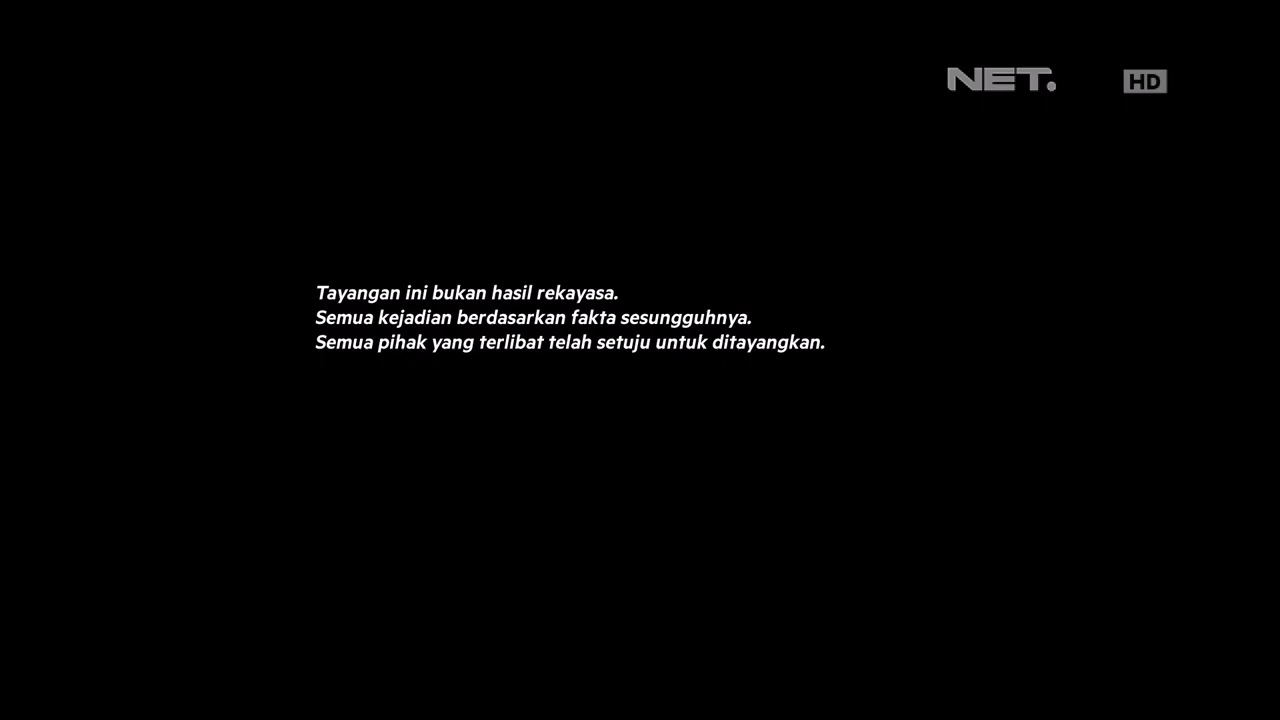 NET. HD
Tayangan ini bukan hasil rekayasa.
Semua kejadian berdasarkan fakta sesungguhnya.
Semua pihak yang terlibat telah setuju untuk ditayangkan.